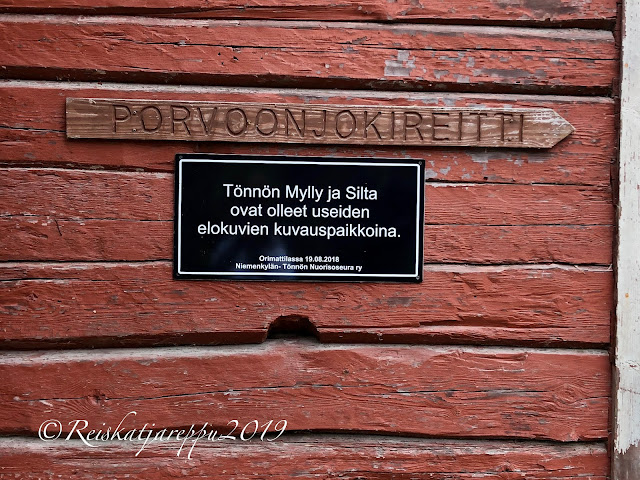 PORVOONJOKIREITTI
Tönnön Mylly ja Silta
ovat olleet useiden
elokuvien kuvauspaikkoina.
Orimattilassa 19.08.2018
Niemenkylän- Tönnön Nuorisoseura ry
©Reiskatjareppu2019